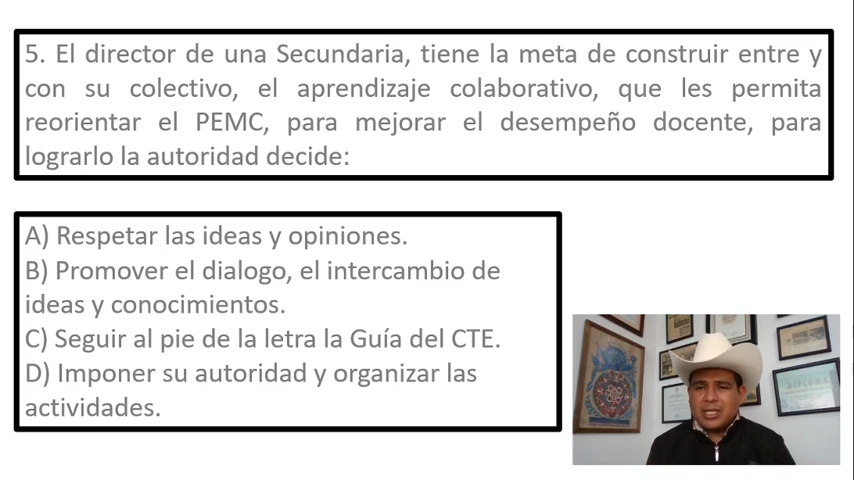 5. El director de una Secundaria, tiene la meta de construir entre y
con su colectivo, el aprendizaje colaborativo, que les permita
reorientar el PEMC, para mejorar el desempeño docente, para
lograrlo la autoridad decide:
A) Respetar las ideas y opiniones.
B) Promover el dialogo, el intercambio de
ideas y conocimientos.
C) Seguir al pie de la letra la Guía del CTE.
D) Imponer su autoridad y organizar las
actividades.